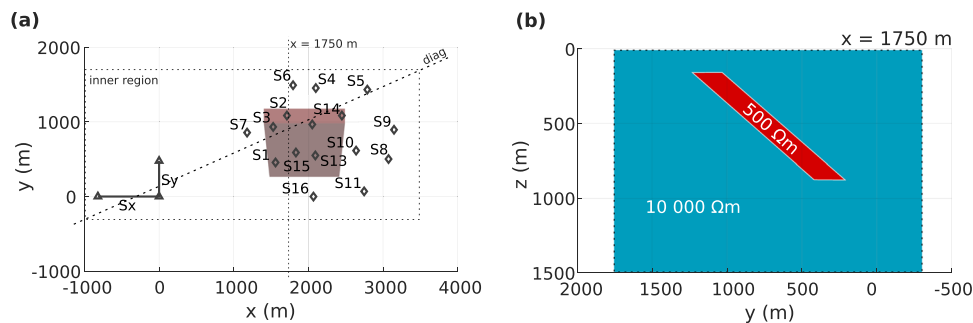 (a)
x = 1750 m
diag
inner region
S6
S4
S5
S2
S14
S3
S7
S9
S10
S8
S1
S15
S13
S16
S11
Sy
Sx
2000
1000
0
-1000
-1000
0
1000
2000
3000
4000
x (m)
y (m)
(b)
x = 1750 m
500 Ωm
10 000 Ωm
0
500
1000
1500
2000
1500
1000
500
0
-500
y (m)
z (m)